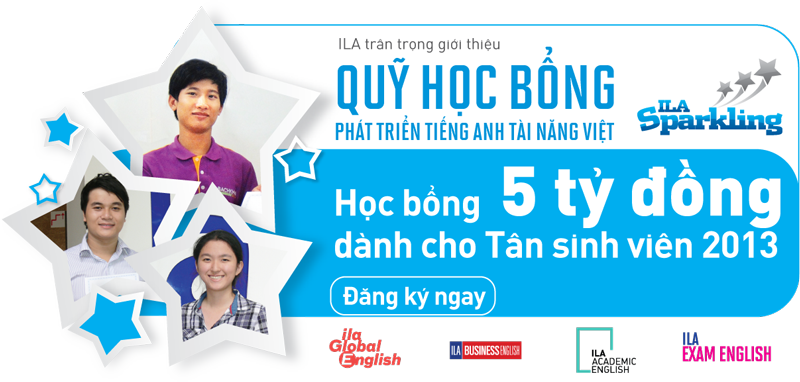 ILA trân trọng giới thiệu
QUỸ HỌC BỔNG
PHÁT TRIỂN TIẾNG ANH TÀI NĂNG VIỆT
ILA
Sparkling
Học bổng 5 tỷ đồng
dành cho Tân sinh viên 2013
Đăng ký ngay
ila
Global
English
ILA BUSINESS ENGLISH
ILA
ACADEMIC
ENGLISH
ILA
EXAM ENGLISH